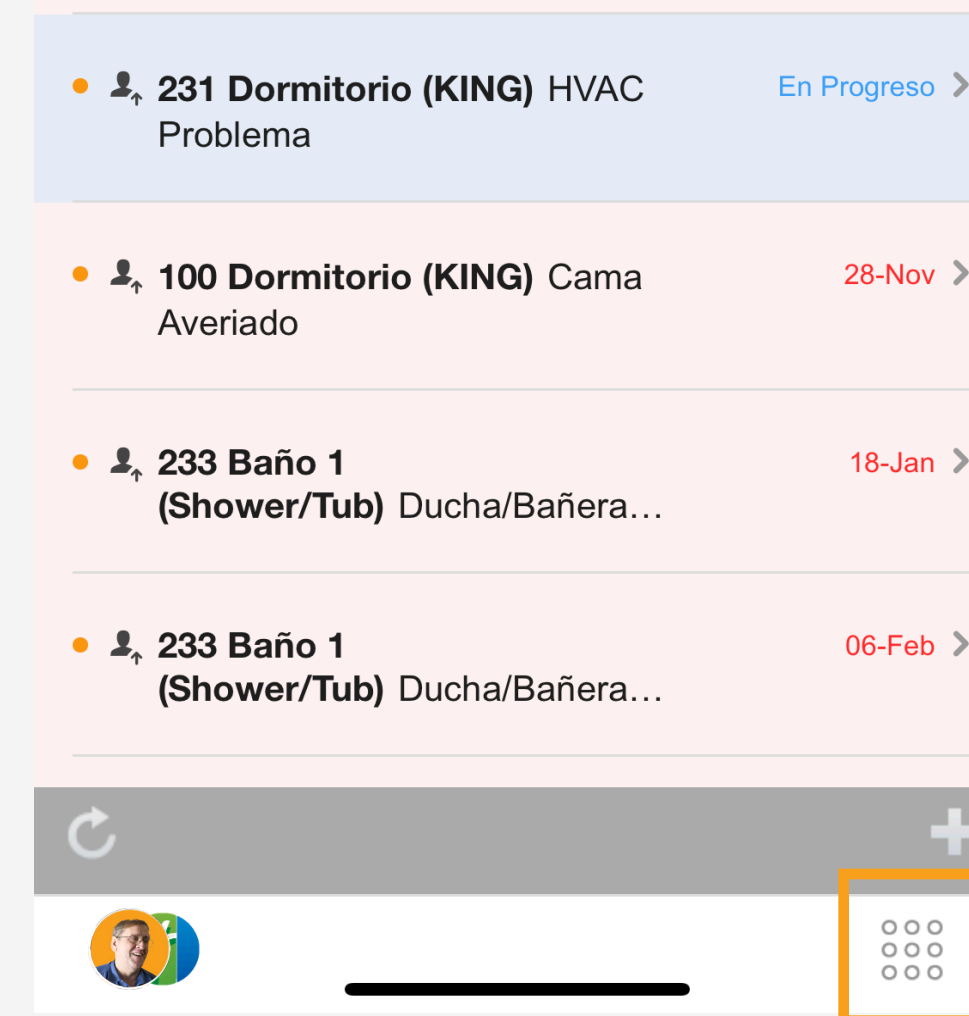 231 Dormitorio (KING) HVAC En Progreso
Problema
100 Dormitorio (KING) Cama 28-Nov
Averiado
233 Baño 1 18-Jan
(Shower/Tub) Ducha/Bañera…
233 Baño 1 06-Feb
(Shower/Tub) Ducha/Bañera…